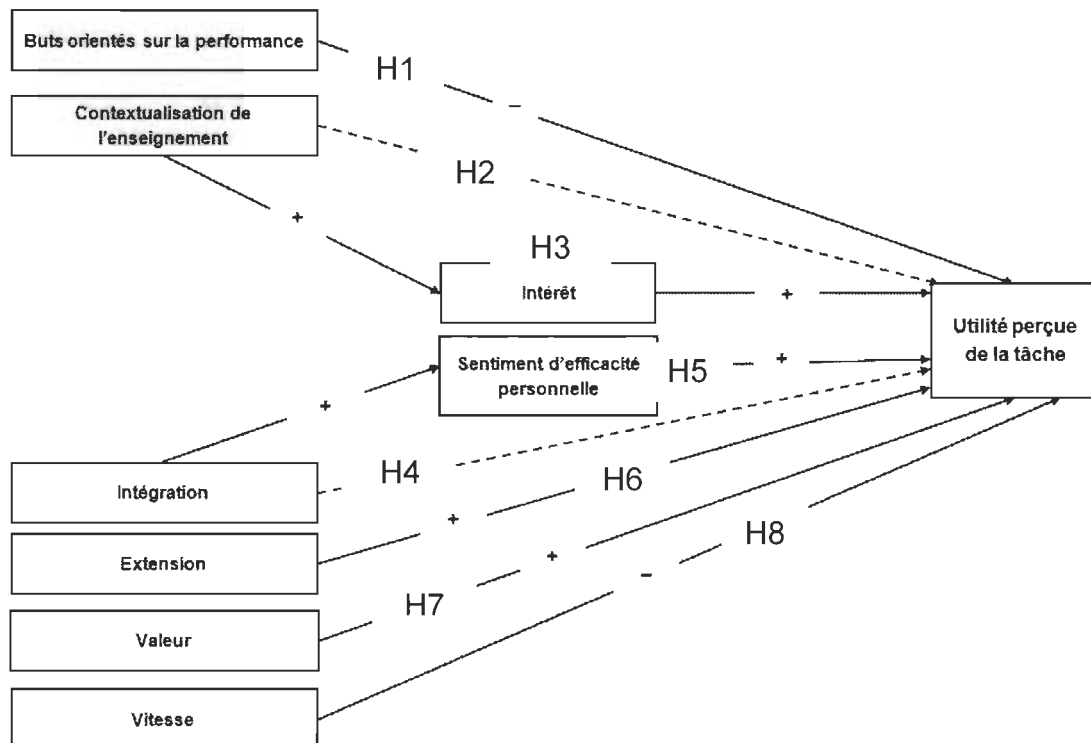 Buts orientés sur la performance
H1
−
Contextualisation de
l'enseignement
H2
+
H3
Intérêt
+
Utilité perçue
de la tâche
Sentiment d'efficacité
personnelle
H5
+
+
Intégration
H4
H6
+
Extension
H8
+
H7
−
Valeur
Vitesse